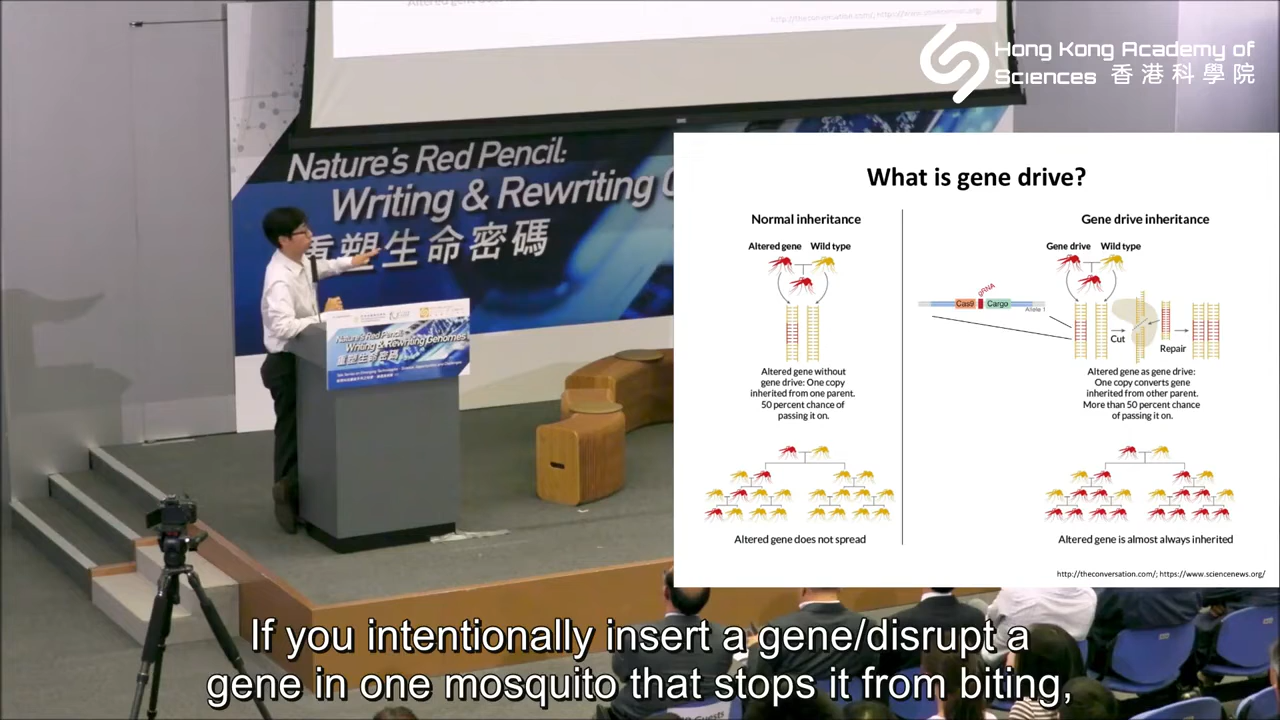 Hong Kong Academy of
Sciences 香港科學院
Nature's Red Pencil:
Writing & Rewriting G
重塑生命密碼
Nature's Red Pencil:
Writing & Rewriting Genomes
重塑生命密碼
What is gene drive?
Normal inheritance
Altered gene Wild type
Altered gene without
gene drive: One copy
inherited from one parent.
50 percent chance of
passing it on.
Altered gene does not spread
Gene drive inheritance
Gene drive Wild type
gRNA
Cas9 Cargo
Allele 1
Cut
Repair
Altered gene as gene drive:
One copy converts gene
inherited from other parent.
More than 50 percent chance
of passing it on.
Altered gene is almost always inherited
http://theconversation.com/; https://www.sciencenews.org/
If you intentionally insert a gene/disrupt a
gene in one mosquito that stops it from biting,
Guests